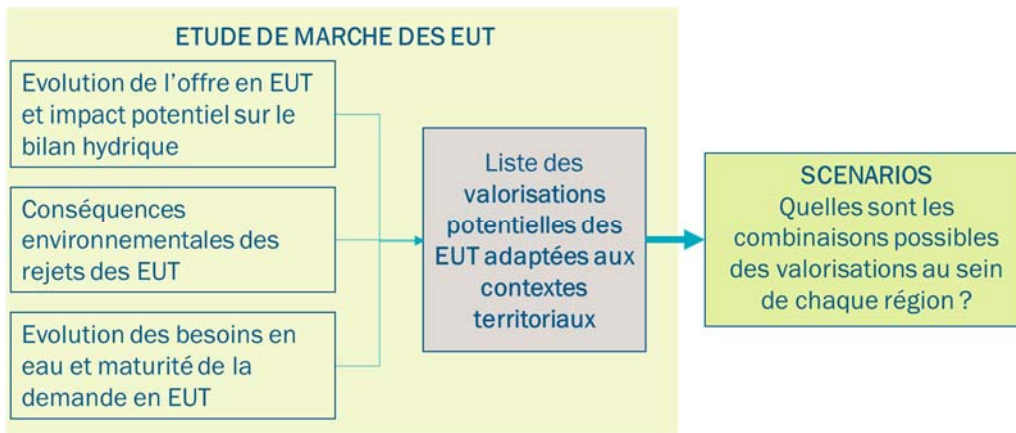 ETUDE DE MARCHE DES EUT
Evolution de l'offre en EUT
et impact potentiel sur le
bilan hydrique
Conséquences
environnementales des
rejets des EUT
Evolution des besoins en
eau et maturité de la
demande en EUT
Liste des
valorisations
potentielles des
EUT adaptées aux
contextes
territoriaux
SCENARIOS
Quelles sont les
combinaisons possibles
des valorisations au sein
de chaque région ?